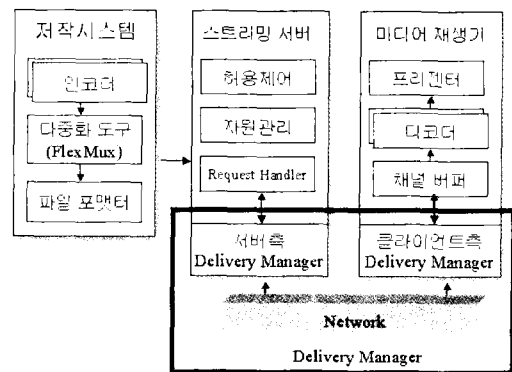 저작시스템
인코더
다중화 도구
(FlexMux)
파일 포맷터
스트리밍 서버
허용제어
자원관리
Request Handler
서버측
Delivery Manager
미디어 재생기
프리젠터
디코더
채널 버퍼
클라이언트측
Delivery Manager
Network
Delivery Manager